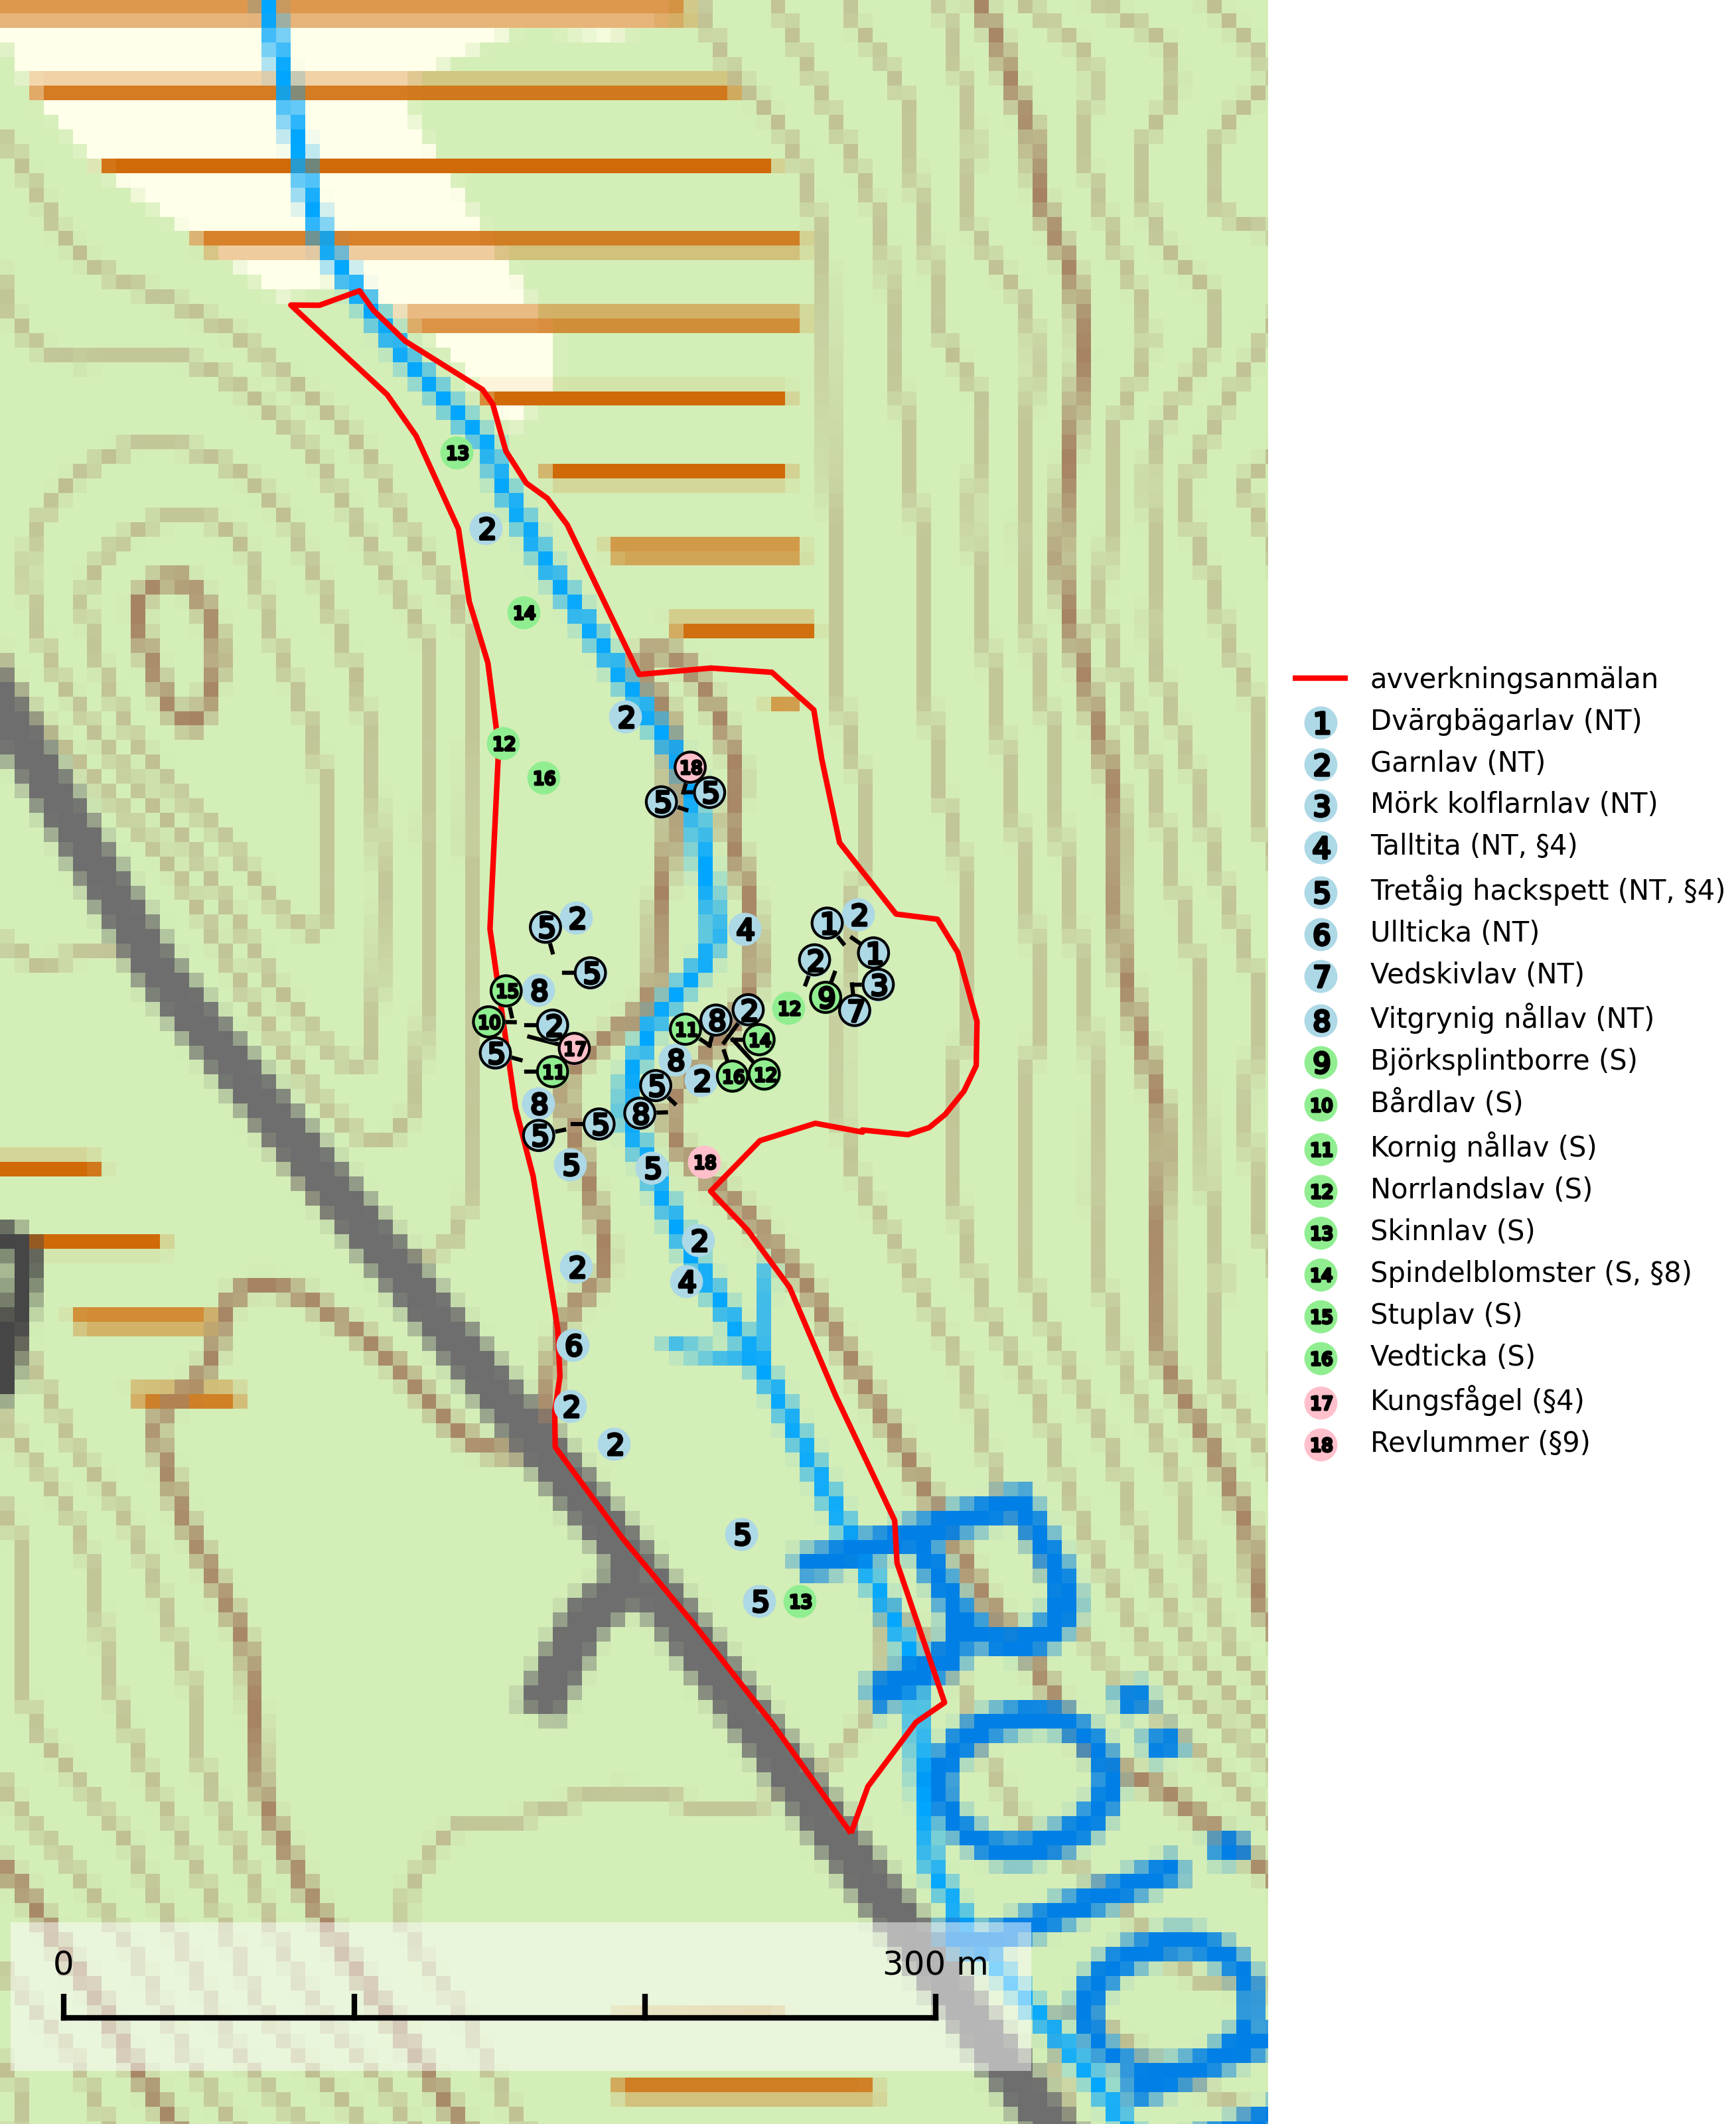 13
2
14
2
12
16
18
5
5
5
2
4
1
2
5
1
2
15
8
3
9
7
10
2
11
8
2
12
5
17
14
11
8
2
16
12
8
5
8
5
5
5
5
18
2
2
4
6
2
2
5
5
13
avverkningsanmälan
1 Dvärgbägarlav (NT)
2 Garnlav (NT)
3 Mörk kolflarnlav (NT)
4 Talltita (NT, §4)
5 Tretåig hackspett (NT, §4)
6 Ullticka (NT)
7 Vedskivlav (NT)
8 Vitgrynig nållav (NT)
9 Björksplintborre (S)
10 Bårdlav (S)
11 Kornig nållav (S)
12 Norrlandslav (S)
13 Skinnlav (S)
14 Spindelblomster (S, §8)
15 Stuplav (S)
16 Vedticka (S)
17 Kungsfågel (§4)
18 Revlummer (§9)
0 300 m